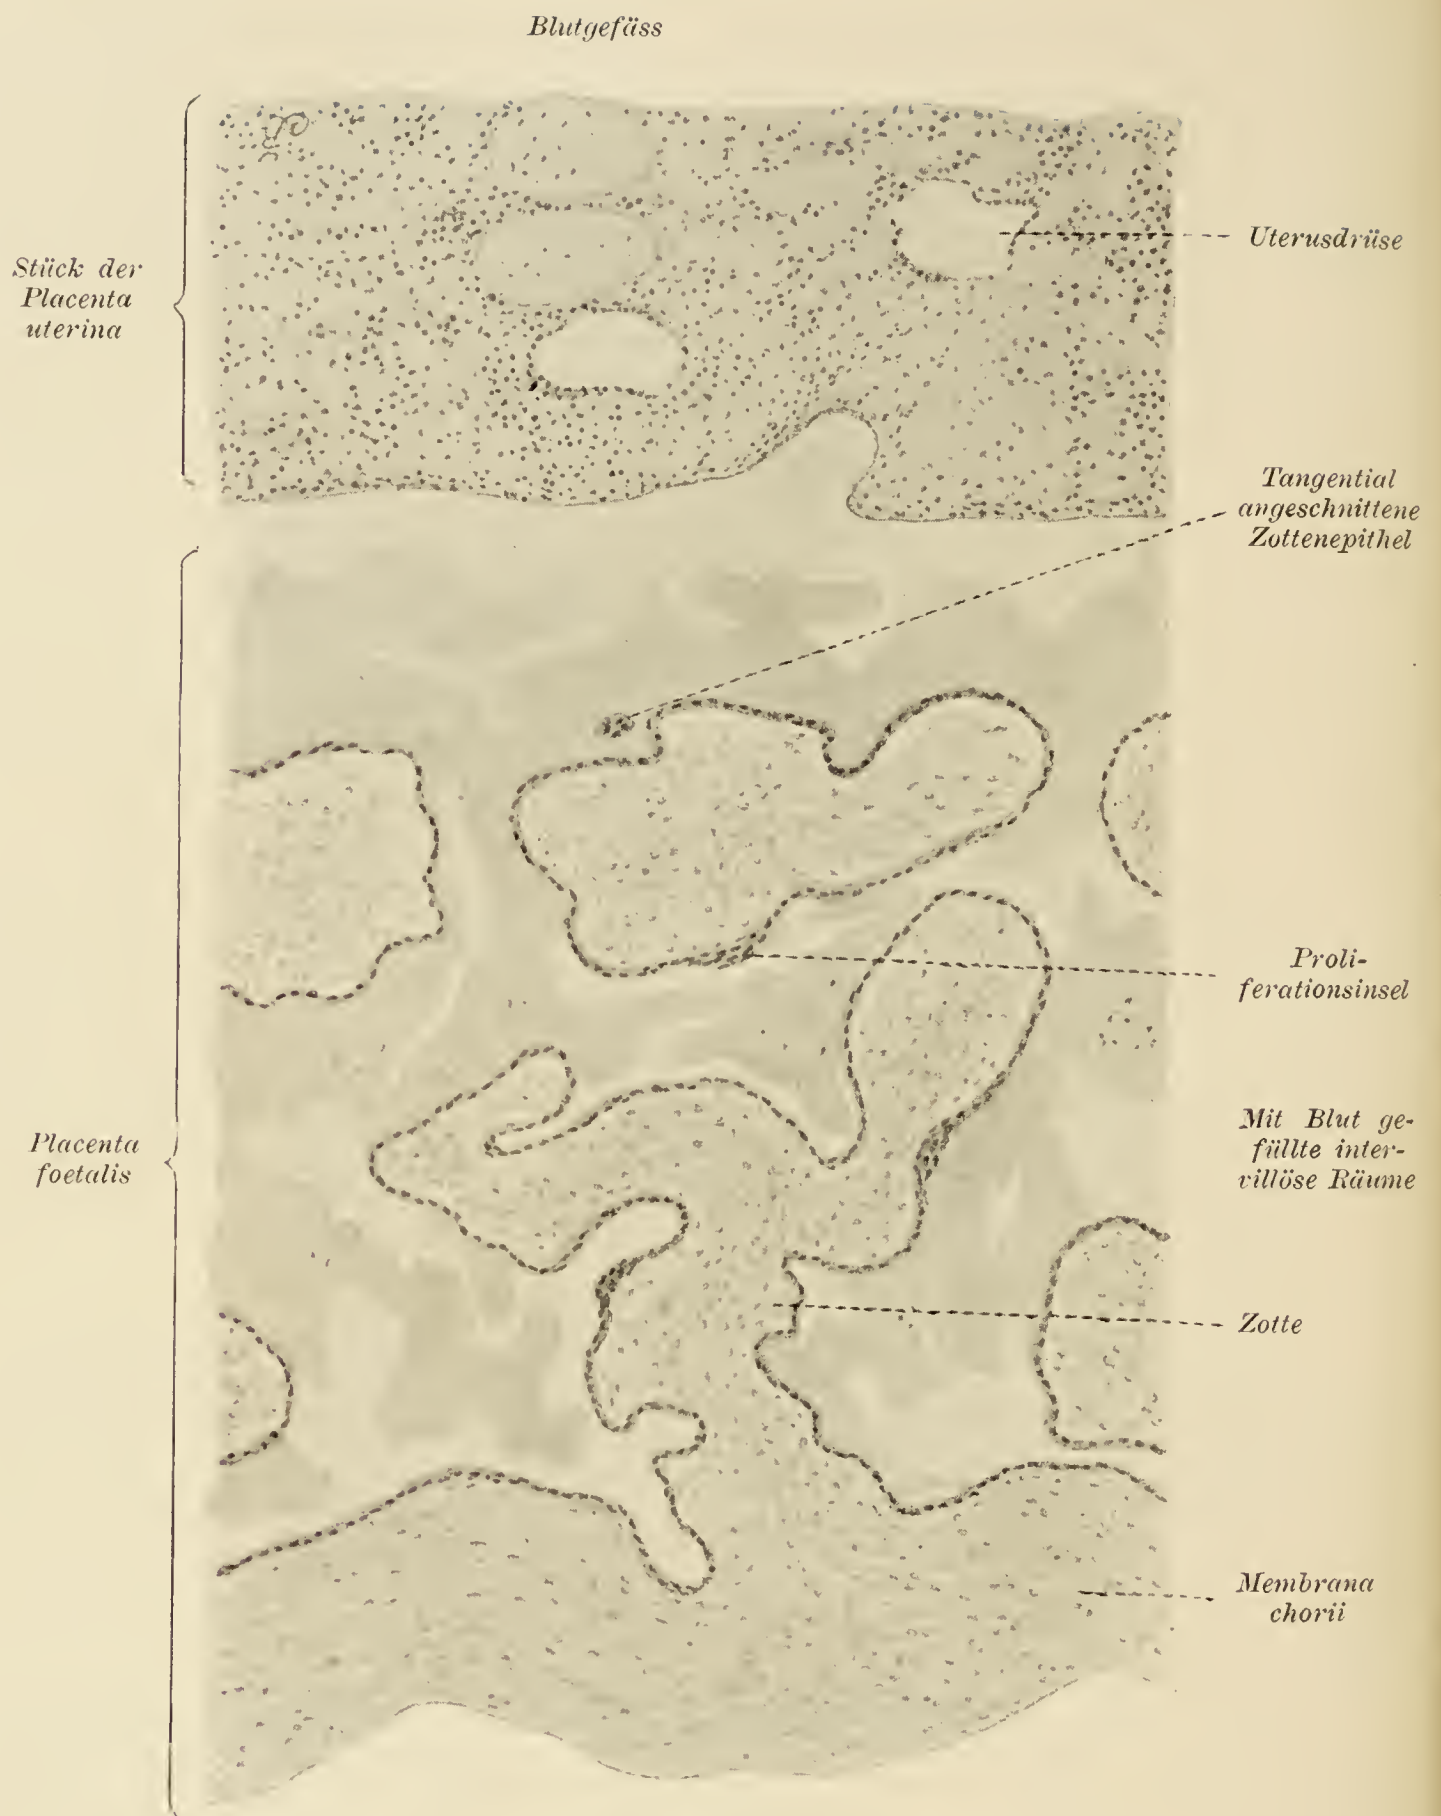 Blutgefäss
Stück der
Placenta
uterina
Uterusdrüse
Tangential
angeschnittene
Zottenepithel
Proli-
ferationsinsel
Mit Blut ge-
füllte inter-
villöse Räume
Placenta
foetalis
Zotte
Membrana
chorii